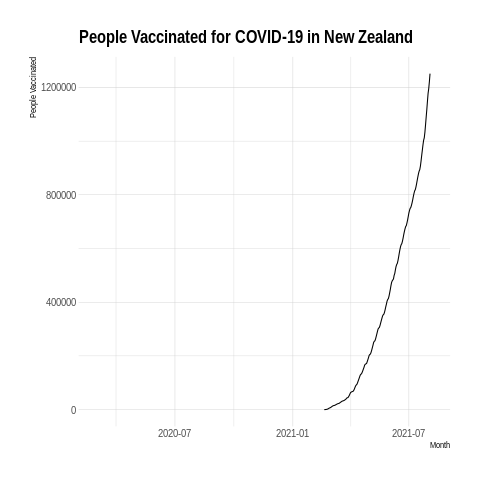 People Vaccinated for COVID-19 in New Zealand
People Vaccinated
1200000
800000
400000
0
2020-07 2021-01 2021-07
Month